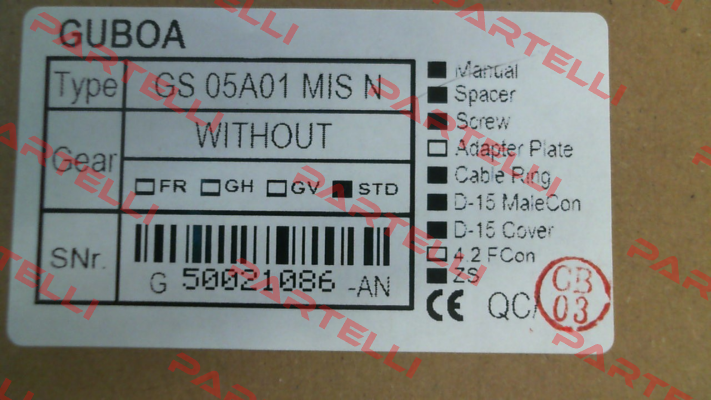 GUBOA
Type GS 05A01 MIS N
Gear WITHOUT
FR GH GV STD
SNr. G 50021086 -AN
Manual
Spacer
Screw
Adapter Plate
Cable Ring
D-15 MaleCon
D-15 Cover
4.2 FCon
ZS
CE QC/
CB
03
PARTELLI
PARTELLI
PARTELLI
PARTELLI
PARTELLI
PARTELLI